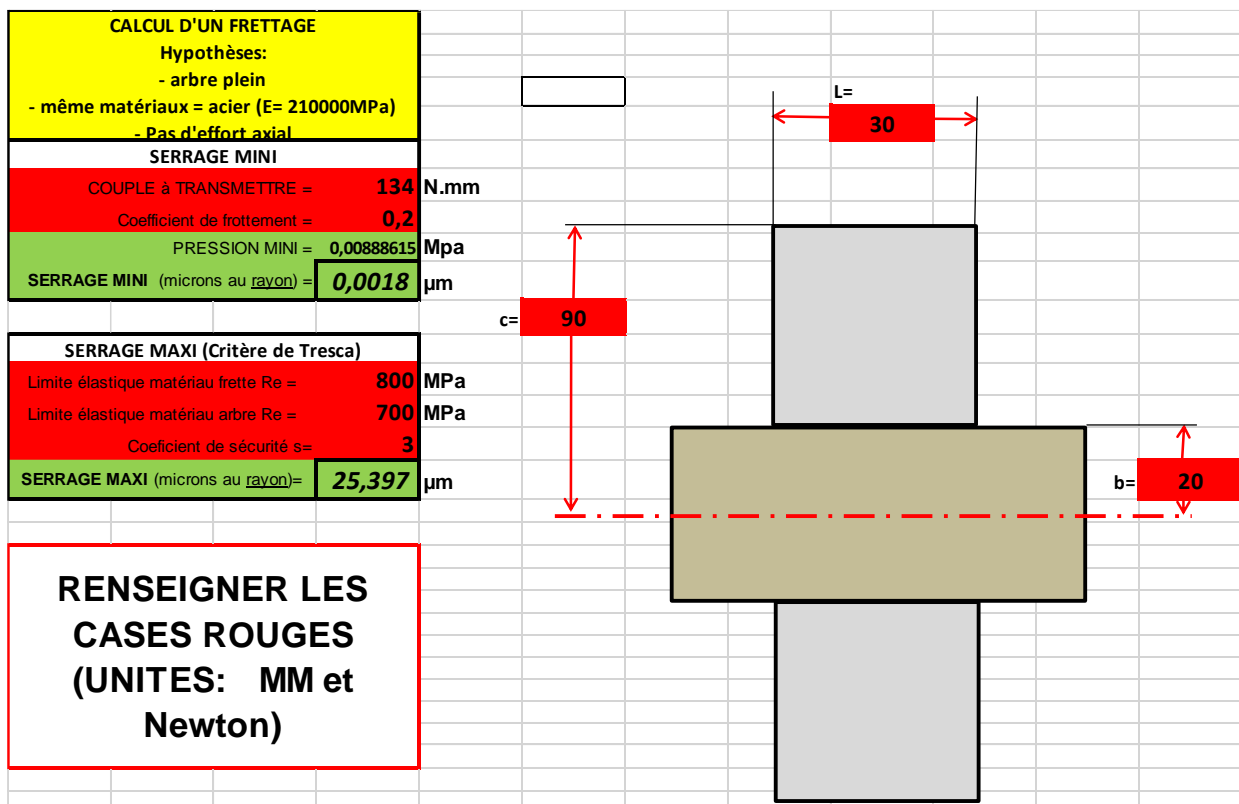 CALCUL D'UN FRETTAGE
Hypothèses:
- arbre plein
- même matériaux = acier (E= 210000MPa)
- Pas d'effort axial
SERRAGE MINI
COUPLE à TRANSMETTRE = 134 N.mm
Coefficient de frottement = 0,2
PRESSION MINI = 0,00888615 Mpa
SERRAGE MINI (microns au rayon) = 0,0018 µm
SERRAGE MAXI (Critère de Tresca)
Limite élastique matériau frette Re = 800 MPa
Limite élastique matériau arbre Re = 700 MPa
Coeficient de sécurité s= 3
SERRAGE MAXI (microns au rayon)= 25,397 µm
RENSEIGNER LES
CASES ROUGES
(UNITES: MM et
Newton)
L=
30
c= 90
b= 20